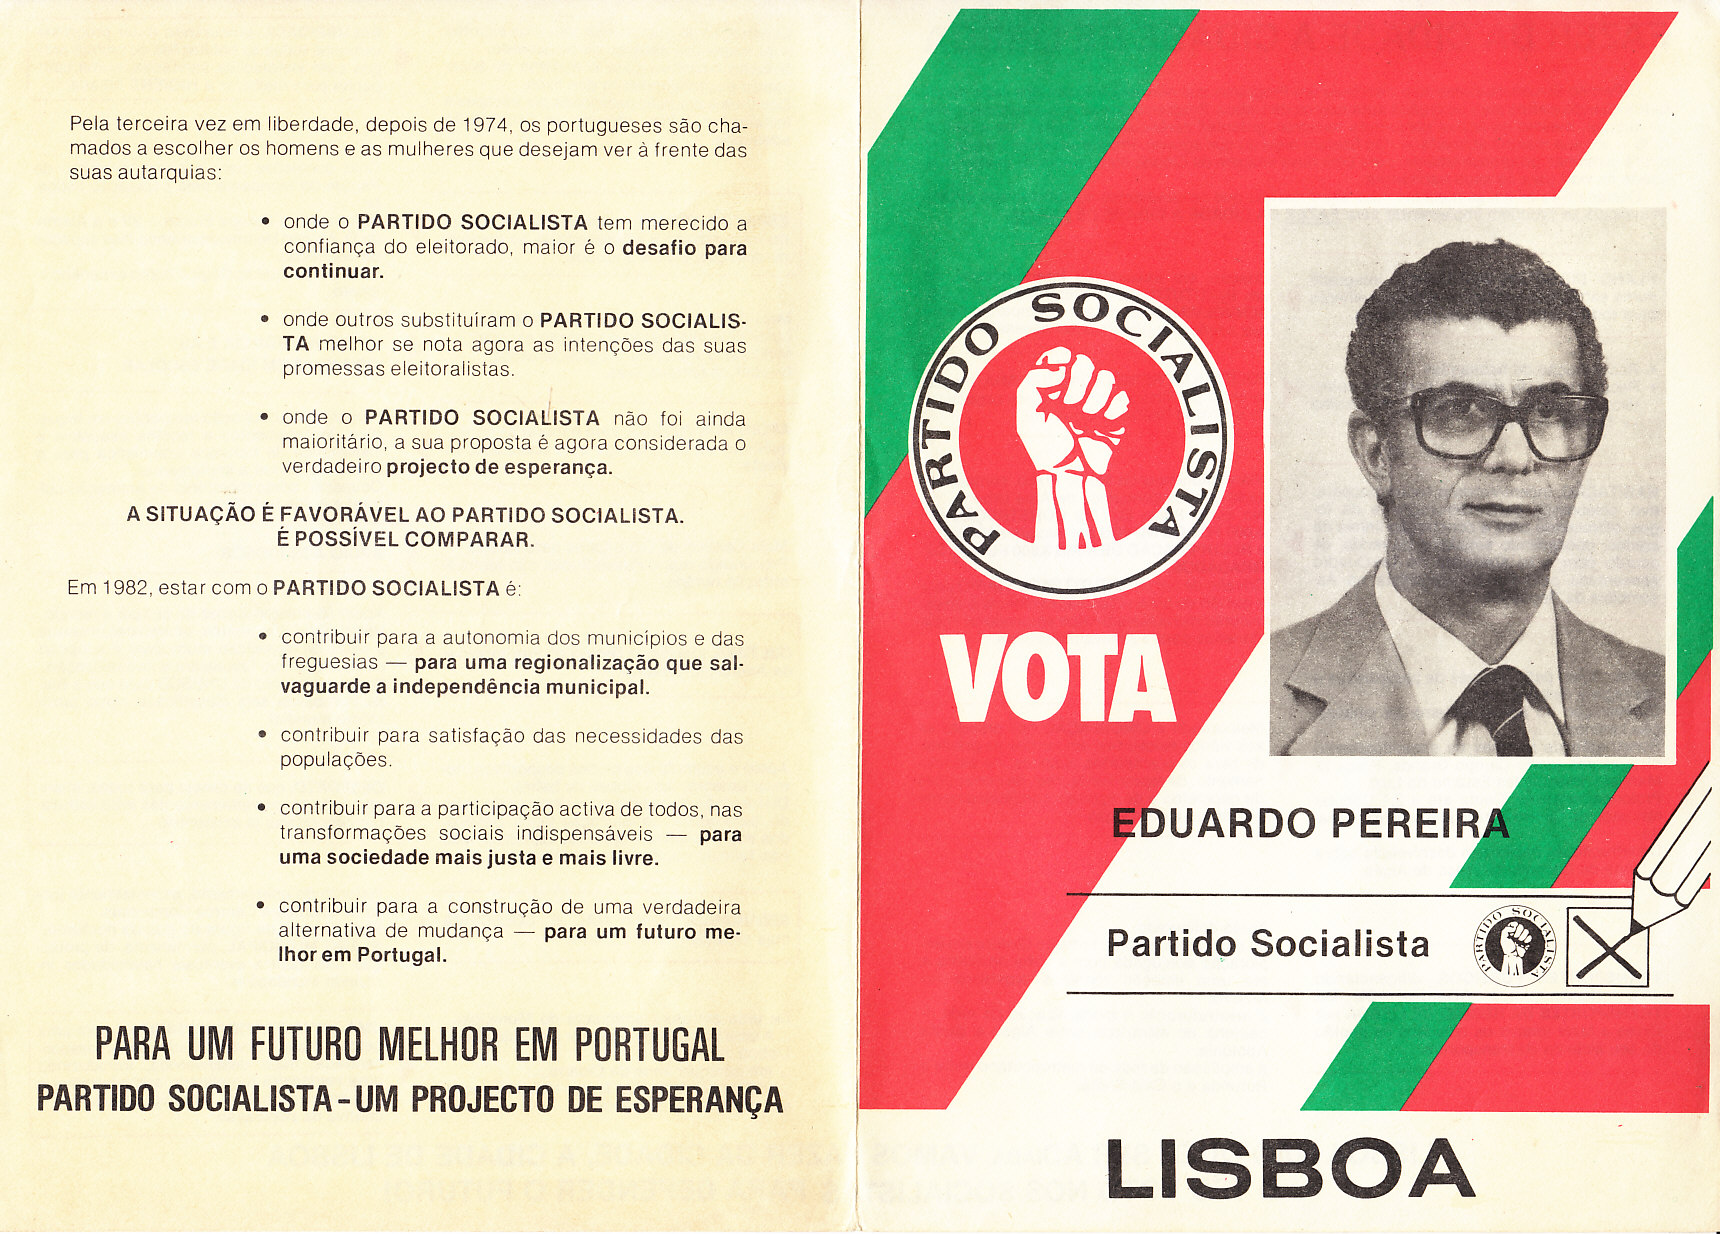 Pela terceira vez em liberdade, depois de 1974, os portugueses são cha-
mados a escolher os homens e as mulheres que desejam ver à frente das
suas autarquias:
• onde o PARTIDO SOCIALISTA tem merecido a
confiança do eleitorado, maior é o desafio para
continuar.
• onde outros substituíram o PARTIDO SOCIALIS-
TA melhor se nota agora as intenções das suas
promessas eleitoralistas.
• onde o PARTIDO SOCIALISTA não foi ainda
maioritário, a sua proposta é agora considerada o
verdadeiro projecto de esperança.
A SITUAÇÃO É FAVORÁVEL AO PARTIDO SOCIALISTA.
É POSSÍVEL COMPARAR.
Em 1982, estar com o PARTIDO SOCIALISTA é:
• contribuir para a autonomia dos municípios e das
freguesias — para uma regionalização que sal-
vaguarde a independência municipal.
• contribuir para satisfação das necessidades das
populações.
• contribuir para a participação activa de todos, nas
transformações sociais indispensáveis — para
uma sociedade mais justa e mais livre.
• contribuir para a construção de uma verdadeira
alternativa de mudança — para um futuro me-
lhor em Portugal.
PARA UM FUTURO MELHOR EM PORTUGAL
PARTIDO SOCIALISTA - UM PROJECTO DE ESPERANÇA
PARTIDO SOCIALISTA
VOTA
EDUARDO PEREIRA
Partido Socialista
PARTIDO SOCIALISTA
LISBOA